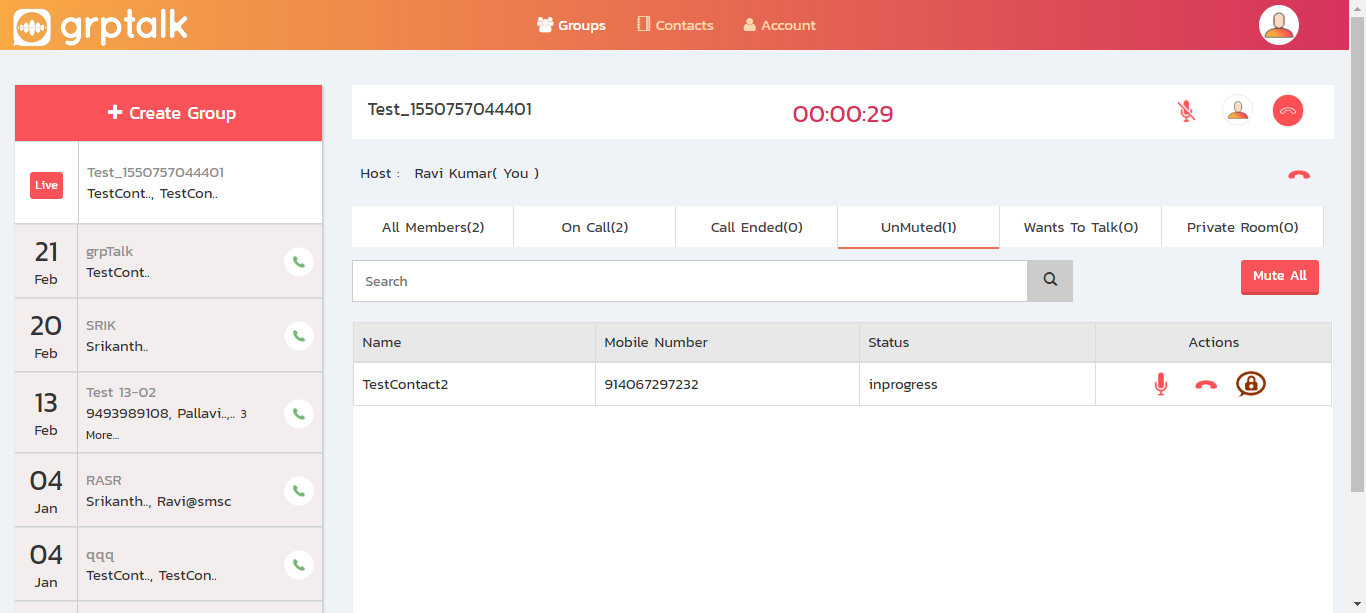 grptalk
Groups Contacts Account
Create Group
Live
Test_1550757044401
TestCont.., TestCon..
21
Feb
grpTalk
TestCont..
20
Feb
SRIK
Srikanth..
13
Feb
Test 13-02
9493989108, Pallavi..,.. 3
More...
04
Jan
RASR
Srikanth.., Ravi@smsc
04
Jan
qqq
TestCont.., TestCon..
Test_1550757044401
00:00:29
Host : Ravi Kumar( You )
All Members(2) On Call(2) Call Ended(0) UnMuted(1) Wants To Talk(0) Private Room(0)
Search
Mute All
Name Mobile Number Status Actions
TestContact2 914067297232 inprogress